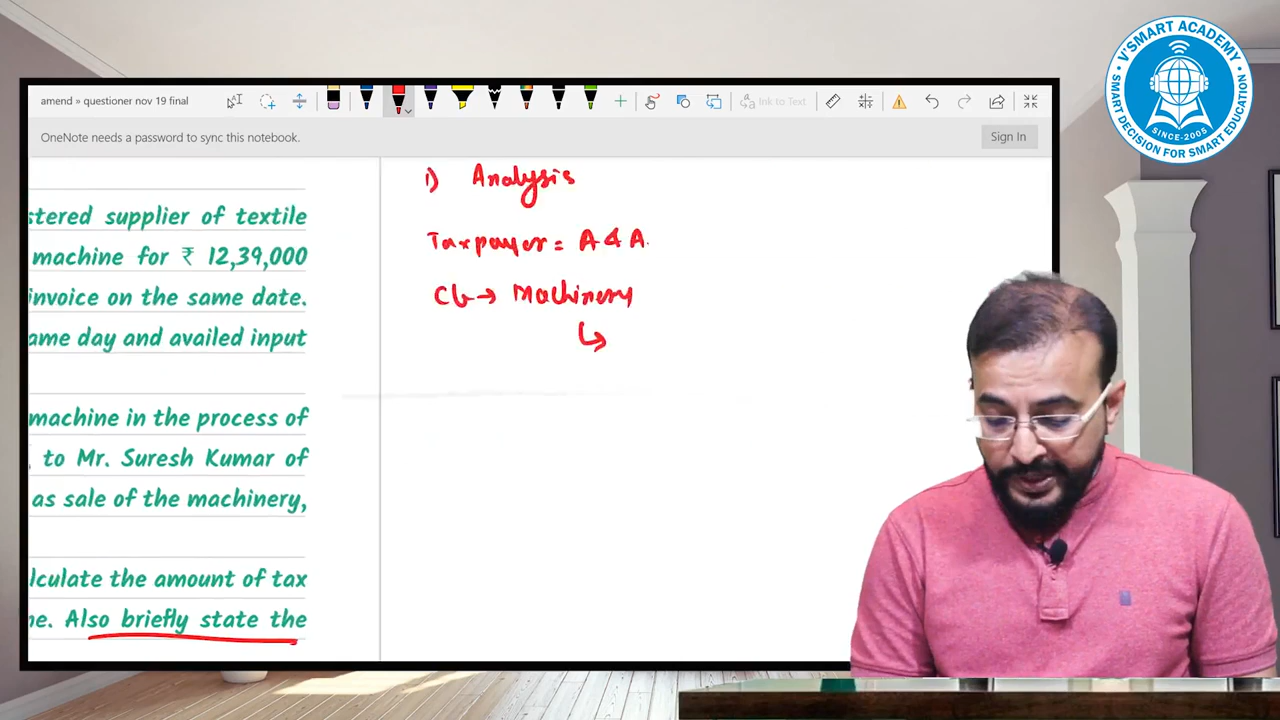 V'SMART ACADEMY
SMART DECISION FOR SMART EDUCATION
SINCE-2005
amend » questioner nov 19 final
Ink to Text
OneNote needs a password to sync this notebook.
Sign In
stered supplier of textile
machine for ₹ 12,39,000
invoice on the same date.
ame day and availed input
machine in the process of
to Mr. Suresh Kumar of
as sale of the machinery,
lculate the amount of tax
ne. Also briefly state the
1) Analysis
Taxpayer = A & A.
CG → Machinery